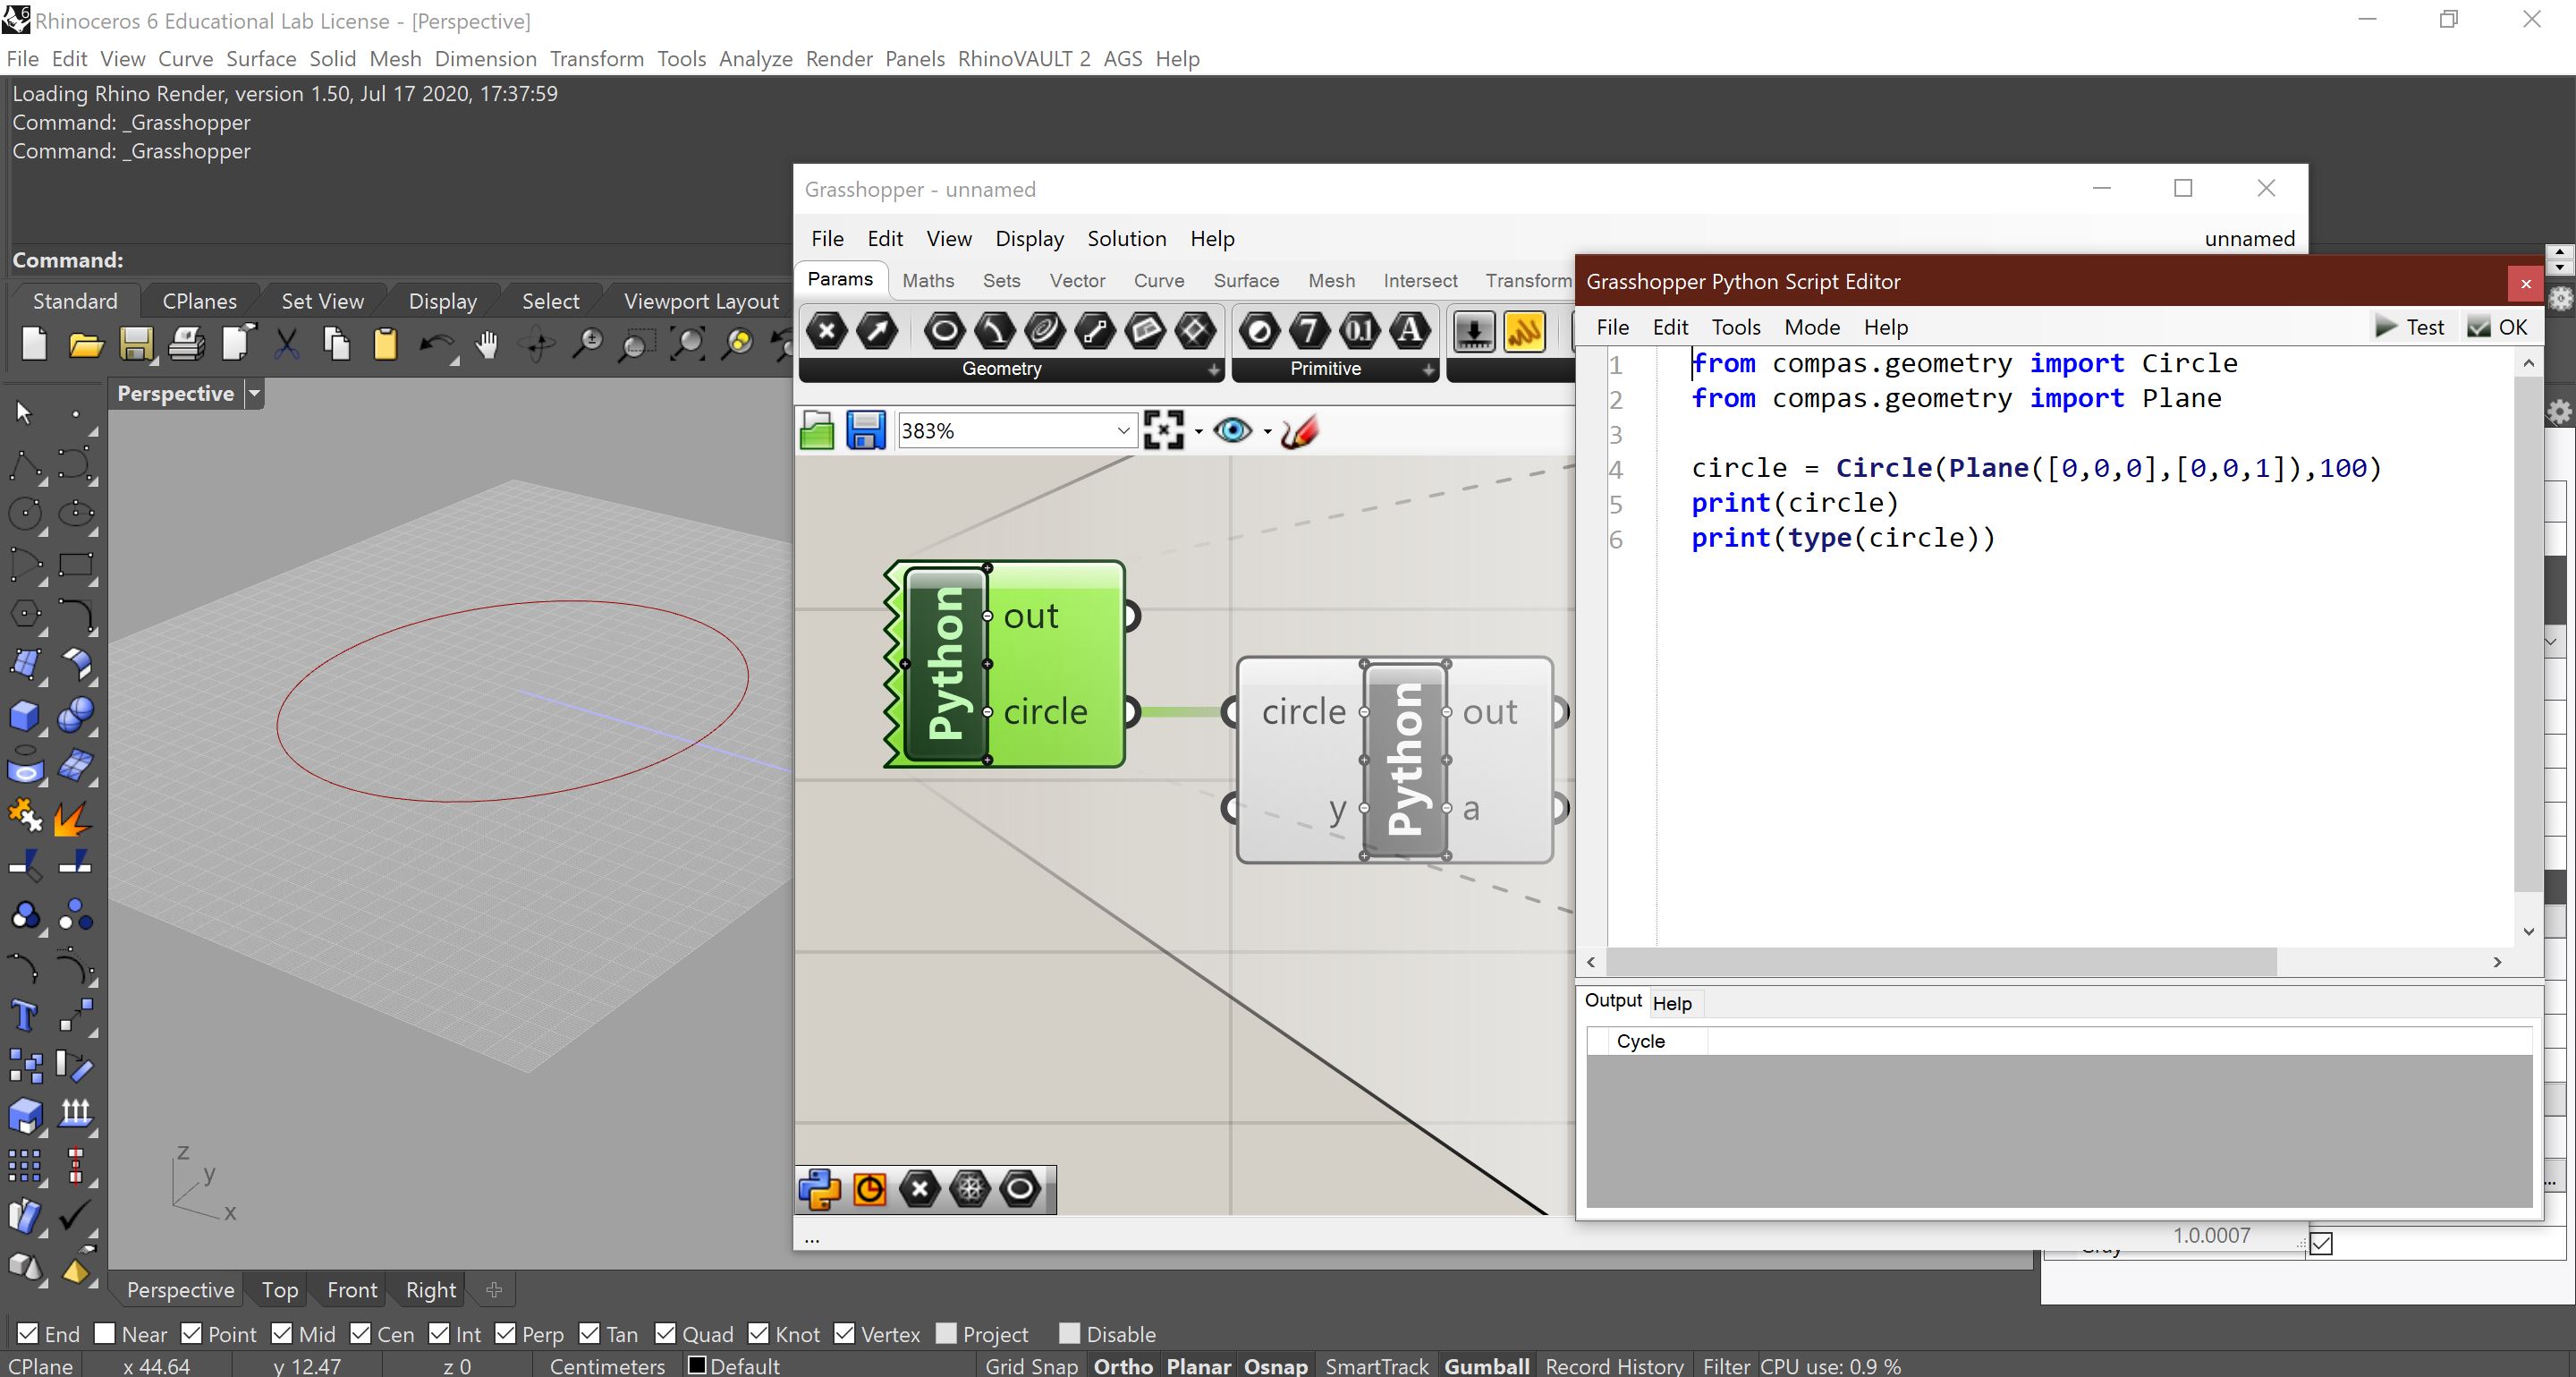 Rhinoceros 6 Educational Lab License - [Perspective]
File Edit View Curve Surface Solid Mesh Dimension Transform Tools Analyze Render Panels RhinoVAULT 2 AGS Help
Loading Rhino Render, version 1.50, Jul 17 2020, 17:37:59
Command: _Grasshopper
Command: _Grasshopper
Command:
Standard CPlanes Set View Display Select Viewport Layout
Perspective
Grasshopper - unnamed
File Edit View Display Solution Help unnamed
Params Maths Sets Vector Curve Surface Mesh Intersect Transform
Geometry Primitive
383%
Python
out
circle
circle
y
Python
out
a
...
1.0.0007
Grasshopper Python Script Editor
File Edit Tools Mode Help Test OK
1 from compas.geometry import Circle
2 from compas.geometry import Plane
3
4 circle = Circle(Plane([0,0,0],[0,0,1]),100)
5 print(circle)
6 print(type(circle))
Output Help
Cycle
z
y
x
Perspective Top Front Right
End Near Point Mid Cen Int Perp Tan Quad Knot Vertex Project Disable
CPlane x 44.64 y 12.47 z 0 Centimeters Default Grid Snap Ortho Planar Osnap SmartTrack Gumball Record History Filter CPU use: 0.9 %